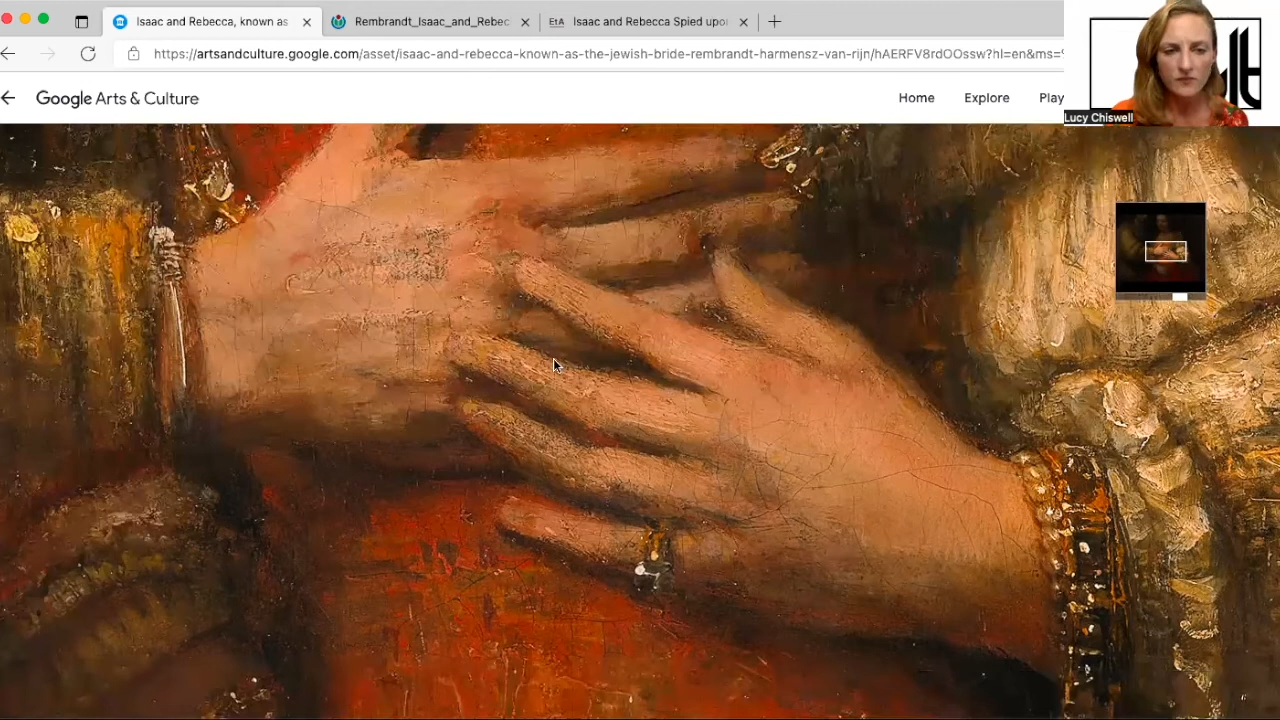 Isaac and Rebecca, known as
Rembrandt_Isaac_and_Rebec
EtA Isaac and Rebecca Spied upo
https://artsandculture.google.com/asset/isaac-and-rebecca-known-as-the-jewish-bride-rembrandt-harmensz-van-rijn/hAERFV8rdOOssw?hl=en&ms=
Google Arts & Culture
Home
Explore
Play
Lucy Chiswell